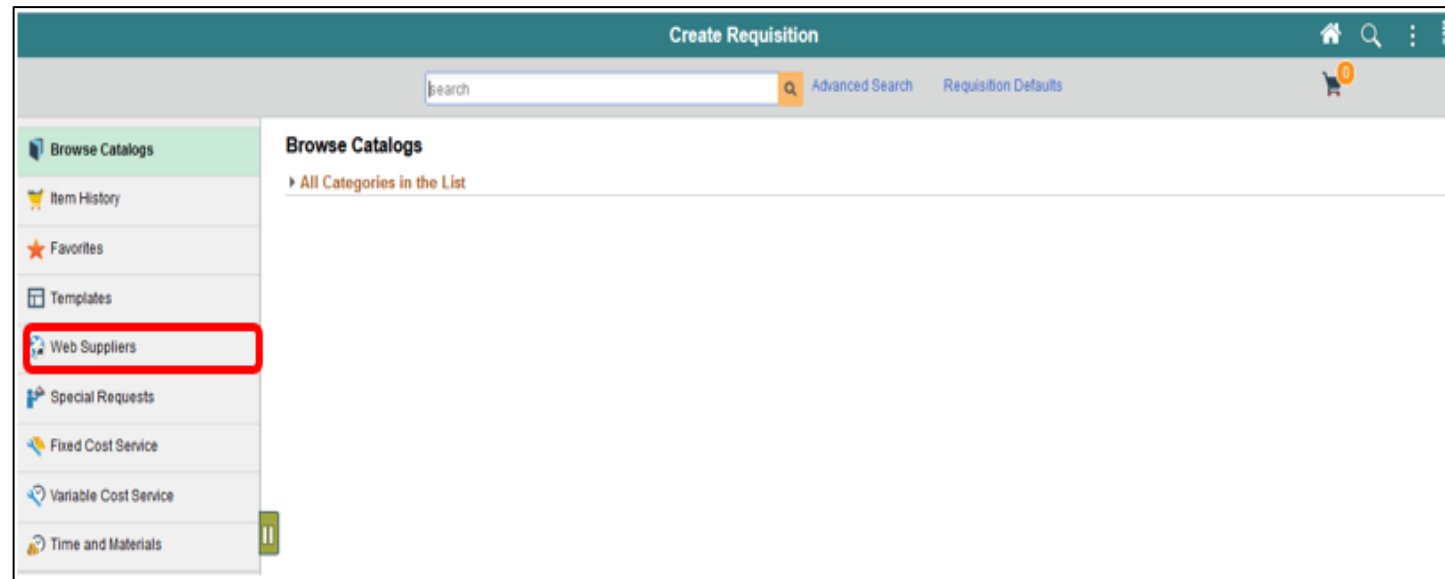 Create Requisition
search
Advanced Search
Requisition Defaults
0
Browse Catalogs
Item History
Favorites
Templates
Web Suppliers
Special Requests
Fixed Cost Service
Variable Cost Service
Time and Materials
Browse Catalogs
All Categories in the List